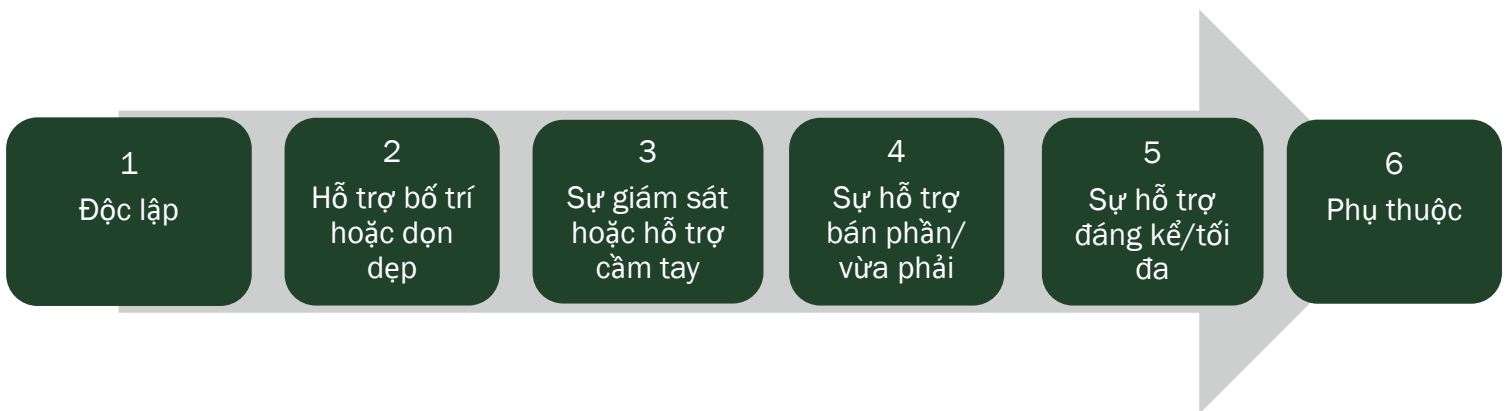 1
Độc lập
2
Hỗ trợ bố trí
hoặc dọn
dẹp
3
Sự giám sát
hoặc hỗ trợ
cầm tay
4
Sự hỗ trợ
bán phần/
vừa phải
5
Sự hỗ trợ
đáng kể/tối
đa
6
Phụ thuộc